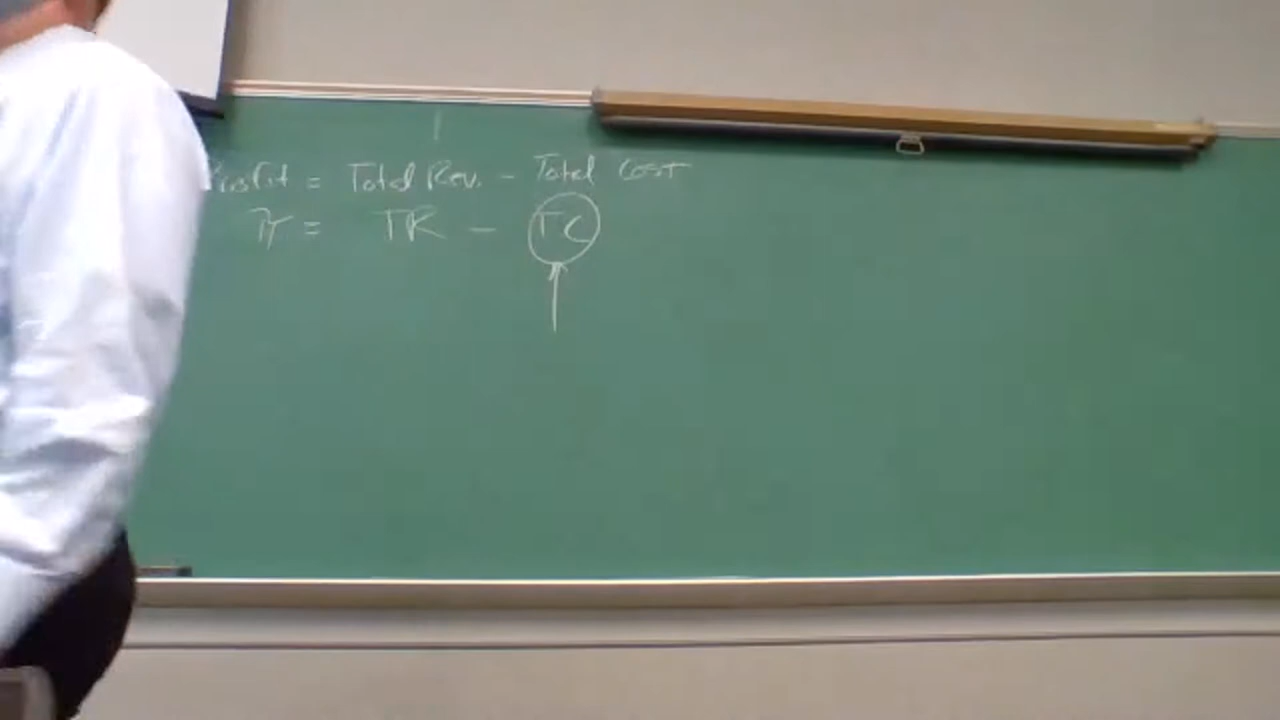 Profit = Total Rev. - Total Cost
π = TR - TC